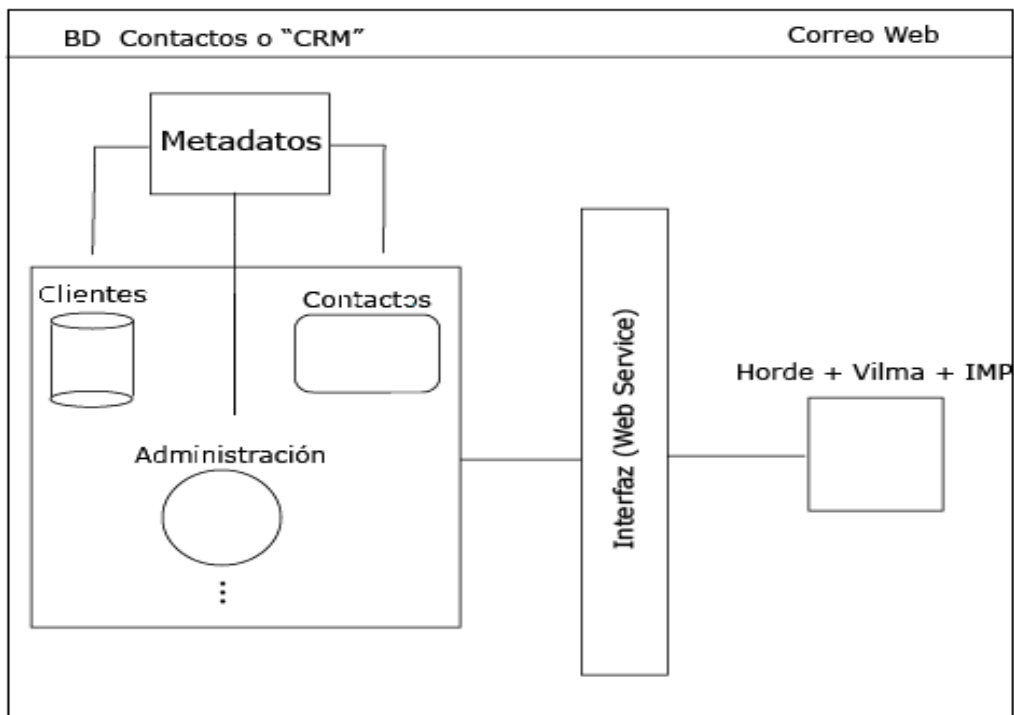 BD Contactos o “CRM”
Correo Web
Metadatos
Clientes
Contactos
Administración
Interfaz (Web Service)
Horde + Vilma + IMP